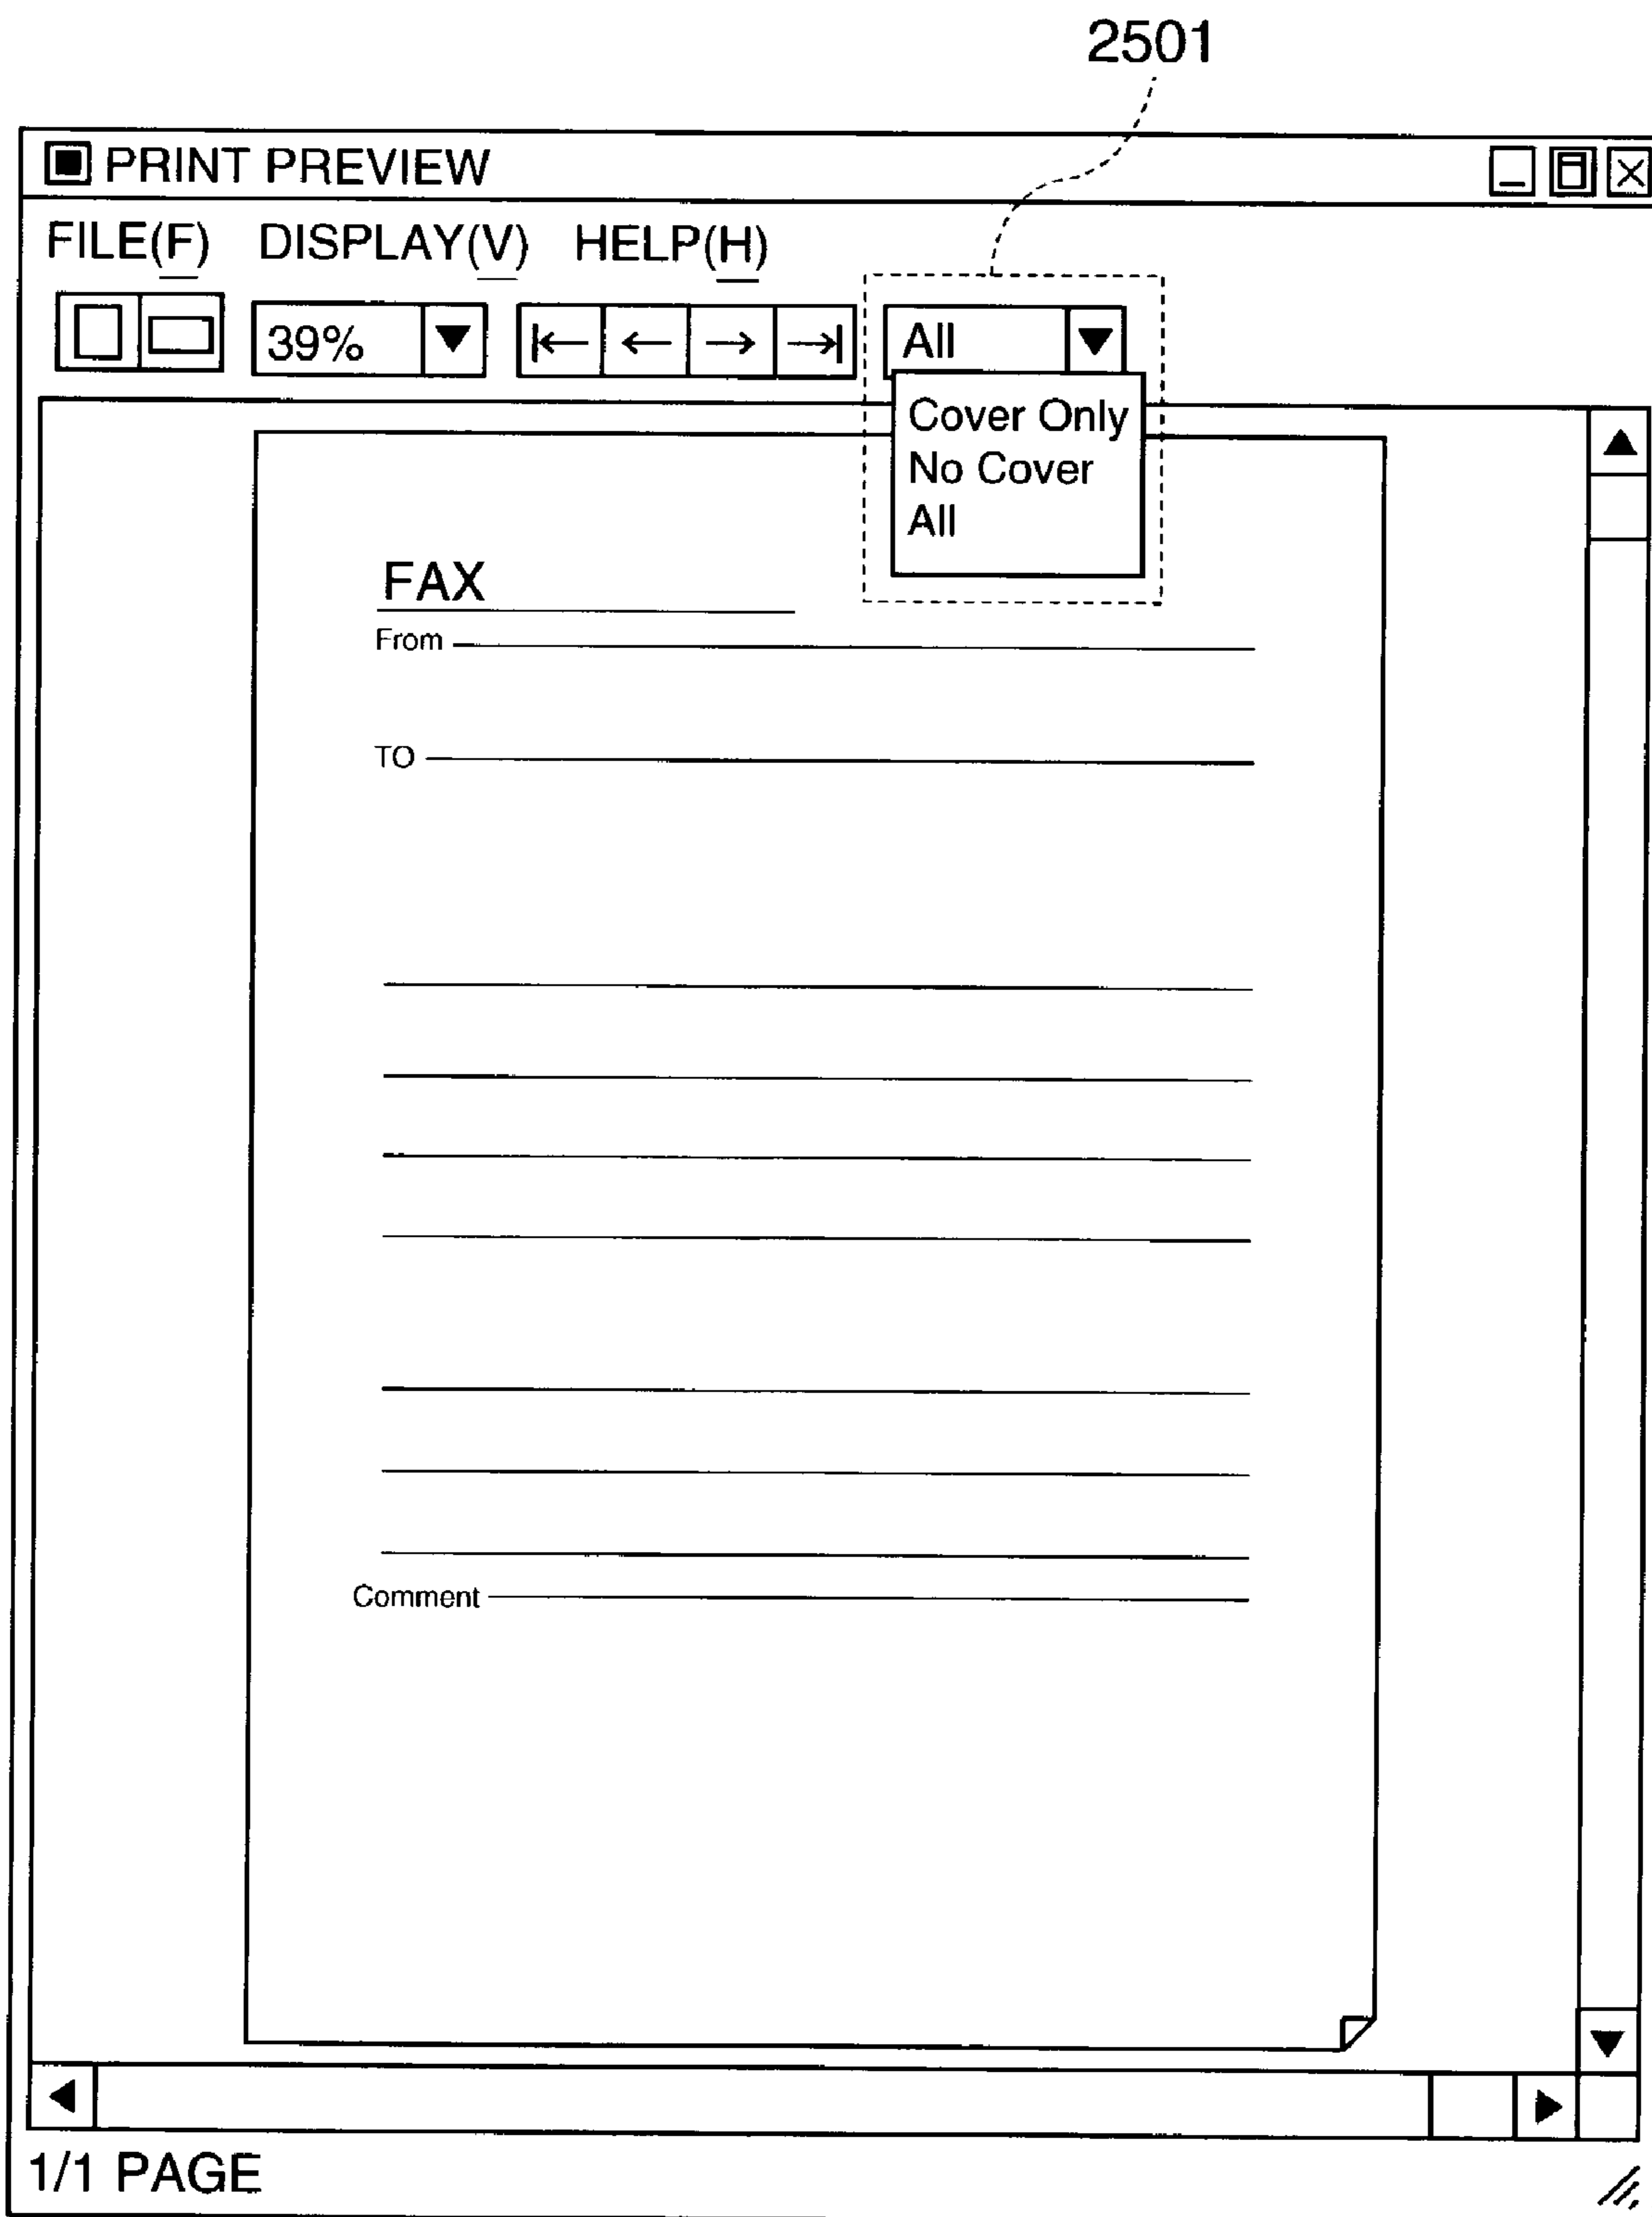 2501
PRINT PREVIEW
FILE(F) DISPLAY(V) HELP(H)
39% All
Cover Only
No Cover
All
FAX
From
TO
Comment
1/1 PAGE